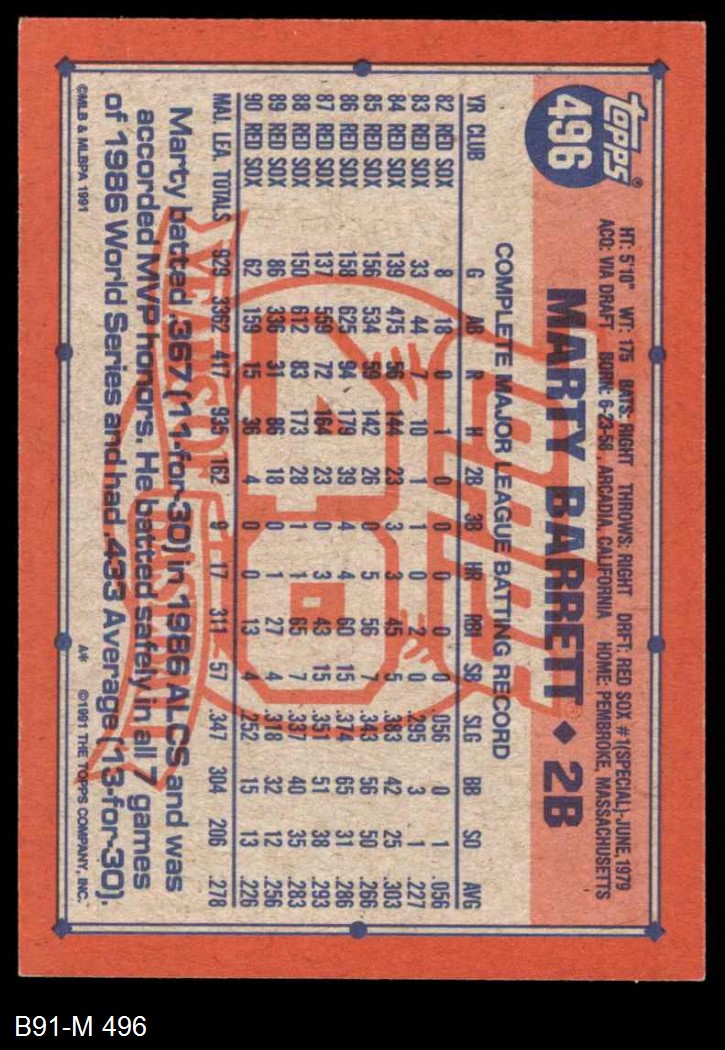 TOPPS®
496
HT: 5'10" WT: 175 BATS: RIGHT THROWS: RIGHT DRFT: RED SOX #1(SPECIAL)-JUNE, 1979
ACQ: VIA DRAFT BORN: 6-23-58, ARCADIA, CALIFORNIA HOME: PEMBROKE, MASSACHUSETTS
MARTY BARRETT ◆ 2B
COMPLETE MAJOR LEAGUE BATTING RECORD
YR CLUB G AB R H 2B 3B HR RBI SB SLG BB SO AVG
82 RED SOX 8 18 0 1 0 0 0 0 0 .056 0 1 .056
83 RED SOX 33 44 7 10 1 1 0 2 0 .295 3 1 .227
84 RED SOX 139 475 56 144 23 3 3 45 5 .383 42 25 .303
85 RED SOX 156 534 59 142 26 0 5 56 7 .343 56 50 .266
86 RED SOX 158 625 94 179 39 4 4 60 15 .374 65 31 .286
87 RED SOX 137 559 72 164 23 0 3 43 15 .351 51 38 .293
88 RED SOX 150 612 83 173 28 1 1 65 7 .337 40 35 .283
89 RED SOX 86 336 31 86 18 0 1 27 4 .318 32 12 .256
90 RED SOX 62 159 15 36 4 0 0 13 4 .252 15 13 .226
MAJ. LEA. TOTALS 929 3362 417 935 162 9 17 311 57 .347 304 206 .278
TOPPS
40
YEARS OF BASEBALL
Marty batted .367 (11-for-30) in 1986 ALCS and was
accorded MVP honors. He batted safely in all 7 games
of 1986 World Series and had .433 Average (13-for-30).
©MLB & MLBPA 1991 A* ©1991 THE TOPPS COMPANY, INC.
B91-M 496